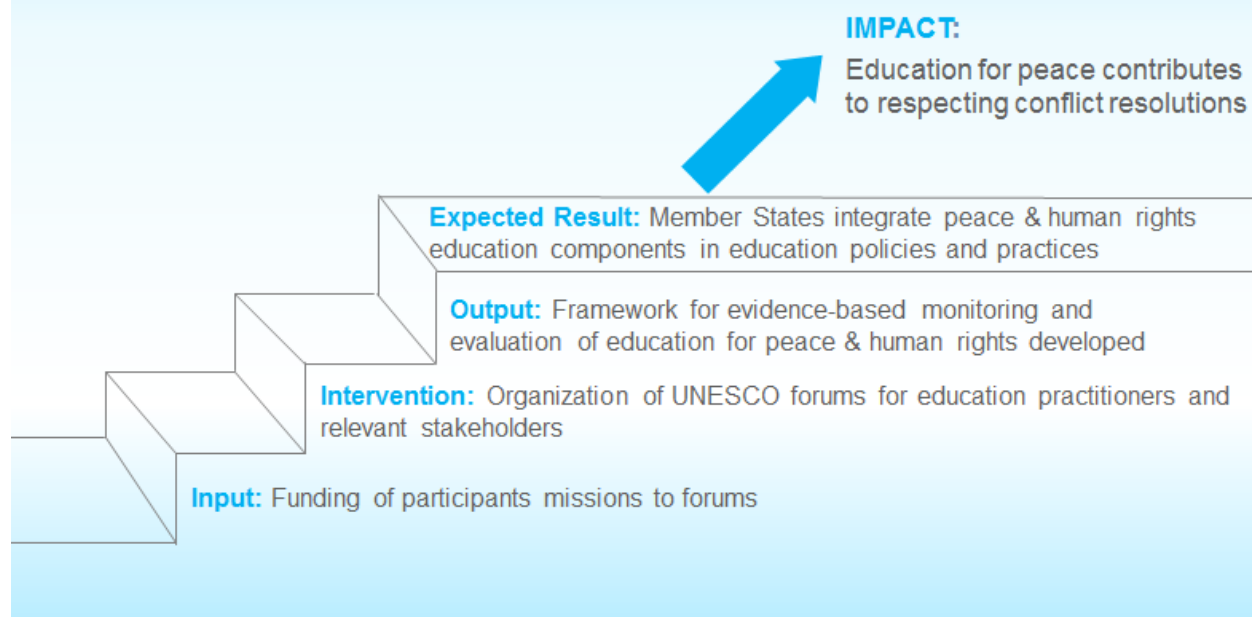 IMPACT:
Education for peace contributes
to respecting conflict resolutions
Expected Result: Member States integrate peace & human rights
education components in education policies and practices
Output: Framework for evidence-based monitoring and
evaluation of education for peace & human rights developed
Intervention: Organization of UNESCO forums for education practitioners and
relevant stakeholders
Input: Funding of participants missions to forums